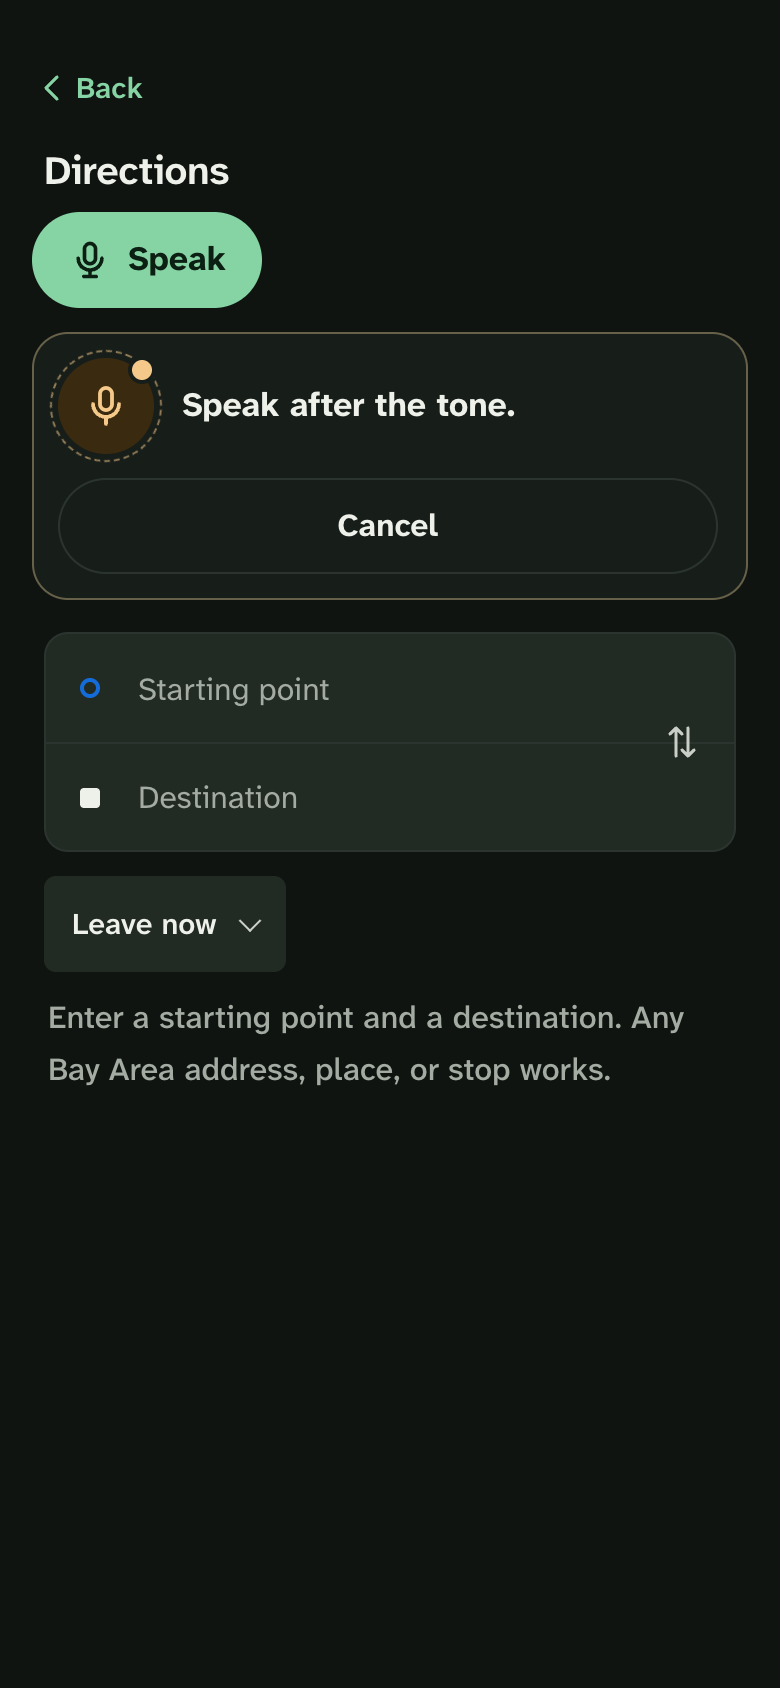 Back
Directions
Speak
Speak after the tone.
Cancel
Starting point
Destination
Leave now
Enter a starting point and a destination. Any
Bay Area address, place, or stop works.